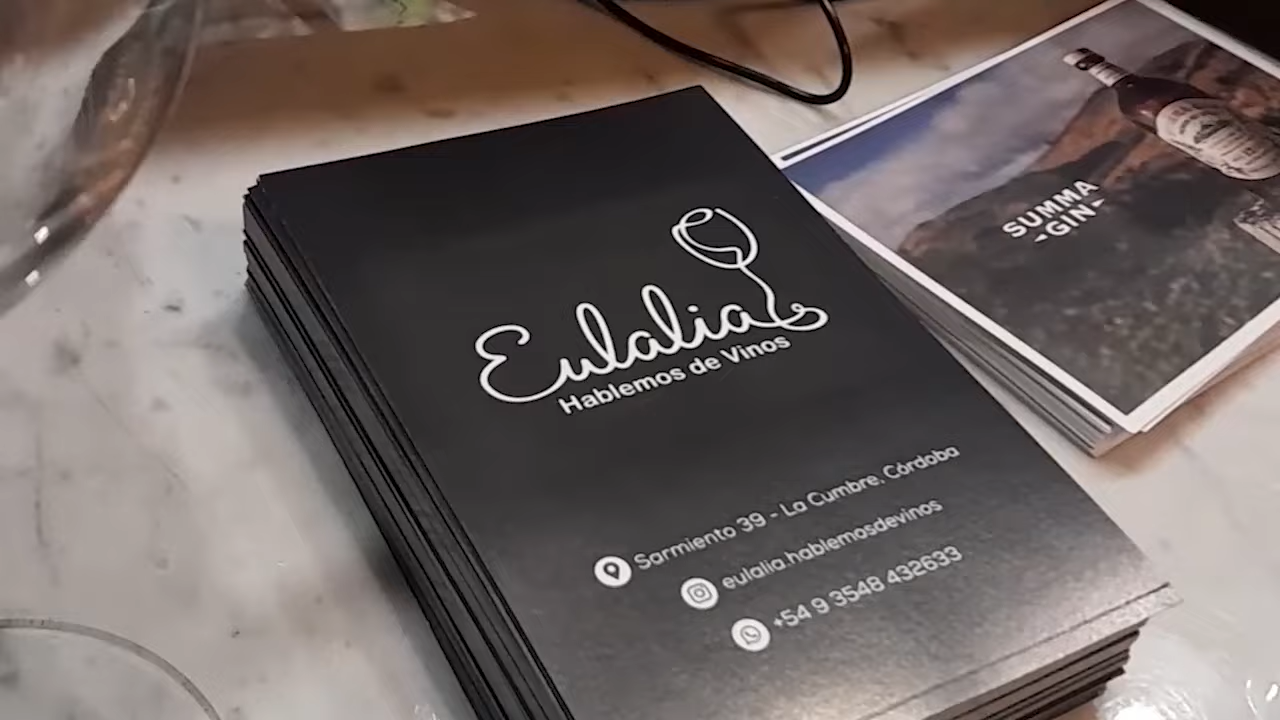 Eulalia
Hablemos de Vinos
Sarmiento 39 - La Cumbre, Córdoba
eulalia.hablemosdevinos
+54 9 3548 432633
SUMMA
GIN